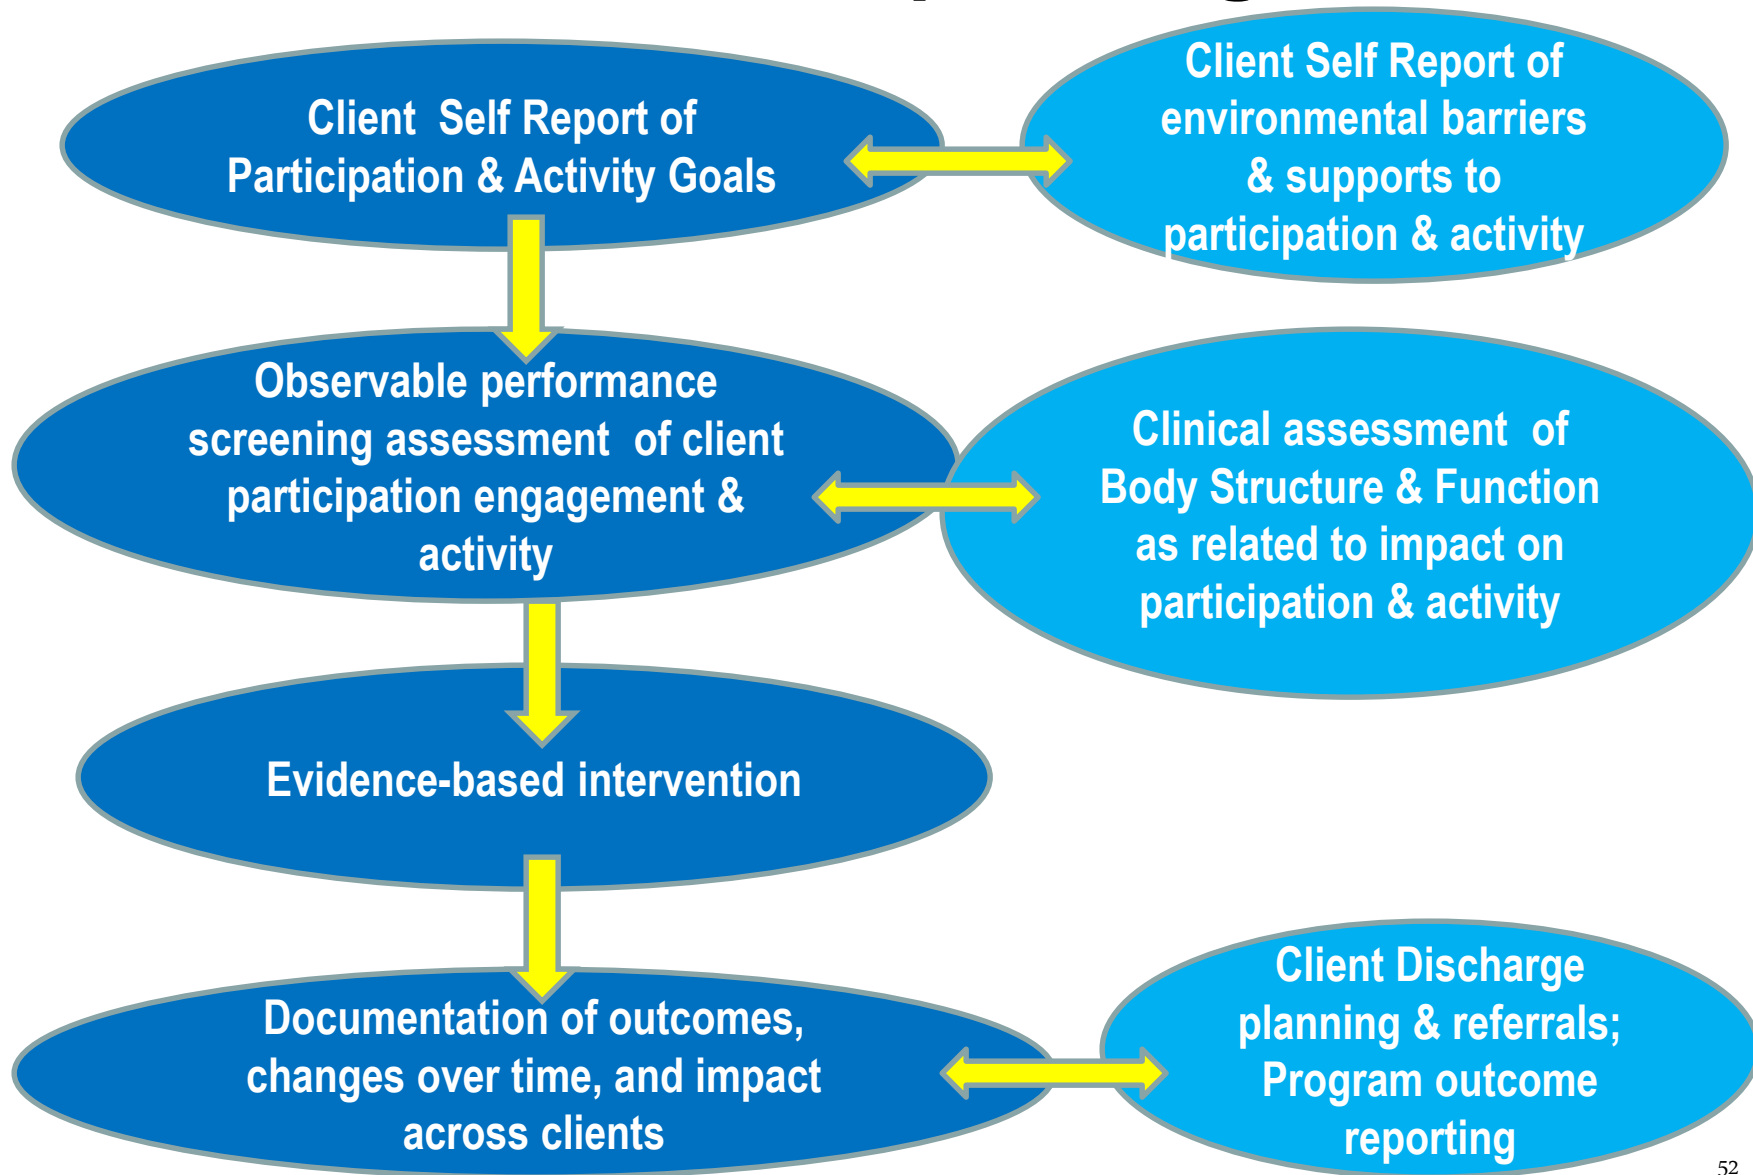 Client Self Report of
Participation & Activity Goals
Client Self Report of
environmental barriers
& supports to
participation & activity
Observable performance
screening assessment of client
participation engagement &
activity
Clinical assessment of
Body Structure & Function
as related to impact on
participation & activity
Evidence-based intervention
Documentation of outcomes,
changes over time, and impact
across clients
Client Discharge
planning & referrals;
Program outcome
reporting
52